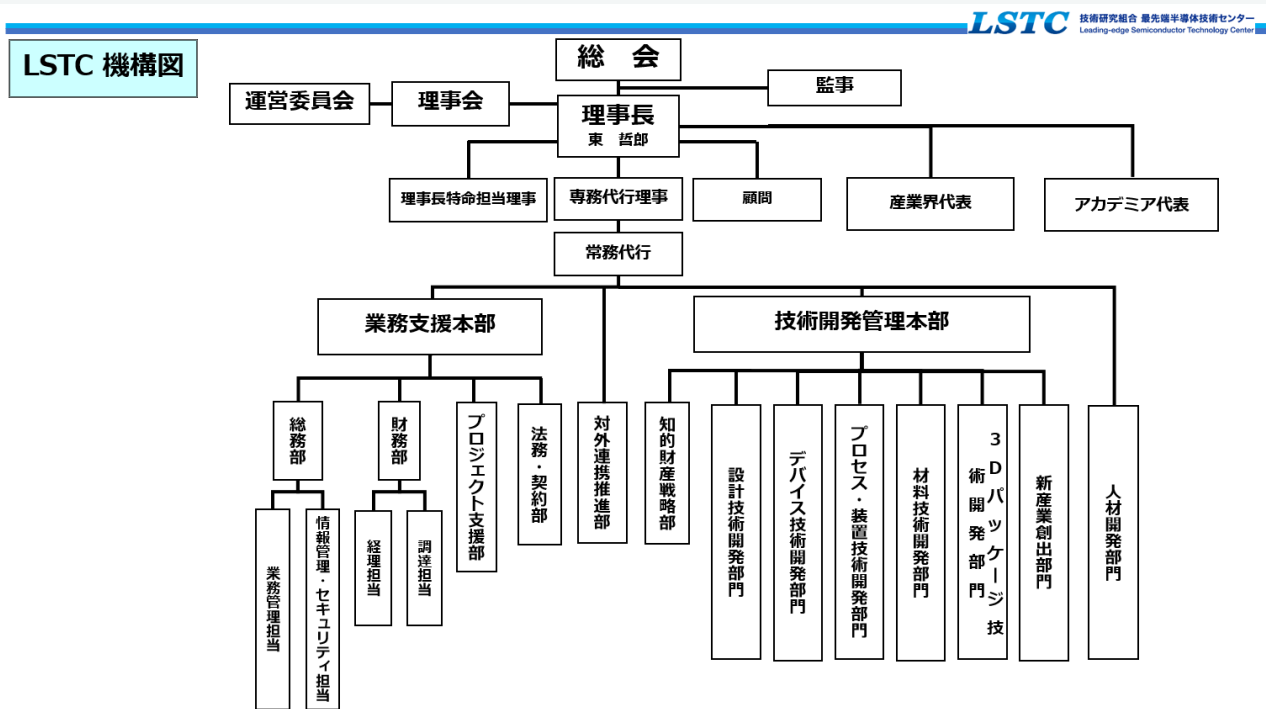 LSTC 技術研究組合 最先端半導体技術センター
Leading-edge Semiconductor Technology Center
LSTC 機構図
総 会
監事
運営委員会
理事会
理事長
東 哲郎
理事長特命担当理事
専務代行理事
顧問
産業界代表
アカデミア代表
常務代行
業務支援本部
技術開発管理本部
総務部
財務部
プロジェクト支援部
法務・契約部
対外連携推進部
知的財産戦略部
設計技術開発部門
デバイス技術開発部門
プロセス・装置技術開発部門
材料技術開発部門
3Dパッケージ技
術開発部門
新産業創出部門
人材開発部門
業務管理担当
情報管理・セキュリティ担当
経理担当
調達担当